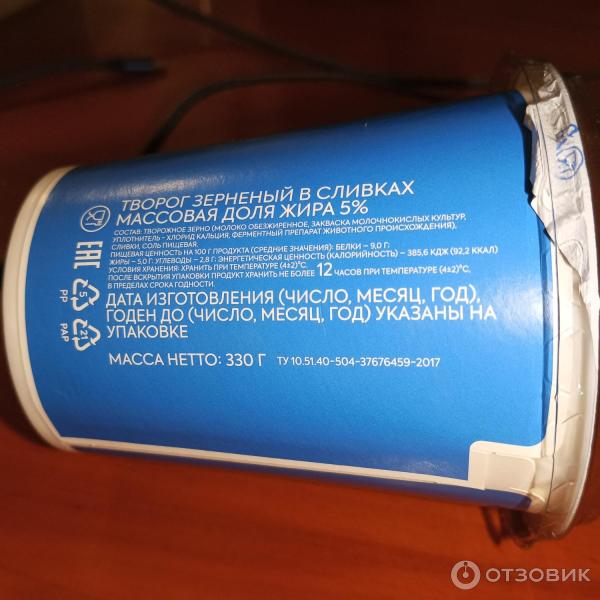 ТВОРОГ ЗЕРНЕНЫЙ В СЛИВКАХ
МАССОВАЯ ДОЛЯ ЖИРА 5%
СОСТАВ: ТВОРОЖНОЕ ЗЕРНО (МОЛОКО ОБЕЗЖИРЕННОЕ, ЗАКВАСКА МОЛОЧНОКИСЛЫХ КУЛЬТУР,
УПЛОТНИТЕЛЬ - ХЛОРИД КАЛЬЦИЯ, ФЕРМЕНТНЫЙ ПРЕПАРАТ ЖИВОТНОГО ПРОИСХОЖДЕНИЯ),
СЛИВКИ, СОЛЬ ПИЩЕВАЯ.
ПИЩЕВАЯ ЦЕННОСТЬ НА 100 Г ПРОДУКТА (СРЕДНИЕ ЗНАЧЕНИЯ): БЕЛКИ – 9,0 Г;
ЖИРЫ – 5,0 Г; УГЛЕВОДЫ – 2,8 Г; ЭНЕРГЕТИЧЕСКАЯ ЦЕННОСТЬ (КАЛОРИЙНОСТЬ) – 385,6 КДЖ (92,2 ККАЛ)
УСЛОВИЯ ХРАНЕНИЯ: ХРАНИТЬ ПРИ ТЕМПЕРАТУРЕ (4±2)°С.
ПОСЛЕ ВСКРЫТИЯ УПАКОВКИ ПРОДУКТ ХРАНИТЬ НЕ БОЛЕЕ 12 ЧАСОВ ПРИ ТЕМПЕРАТУРЕ (4±2)°С,
В ПРЕДЕЛАХ СРОКА ГОДНОСТИ.
ДАТА ИЗГОТОВЛЕНИЯ (ЧИСЛО, МЕСЯЦ, ГОД),
ГОДЕН ДО (ЧИСЛО, МЕСЯЦ, ГОД) УКАЗАНЫ НА
УПАКОВКЕ
МАССА НЕТТО: 330 Г ТУ 10.51.40-504-37676459-2017
EAC
5
PP
21
PAP
ОТЗОВИК